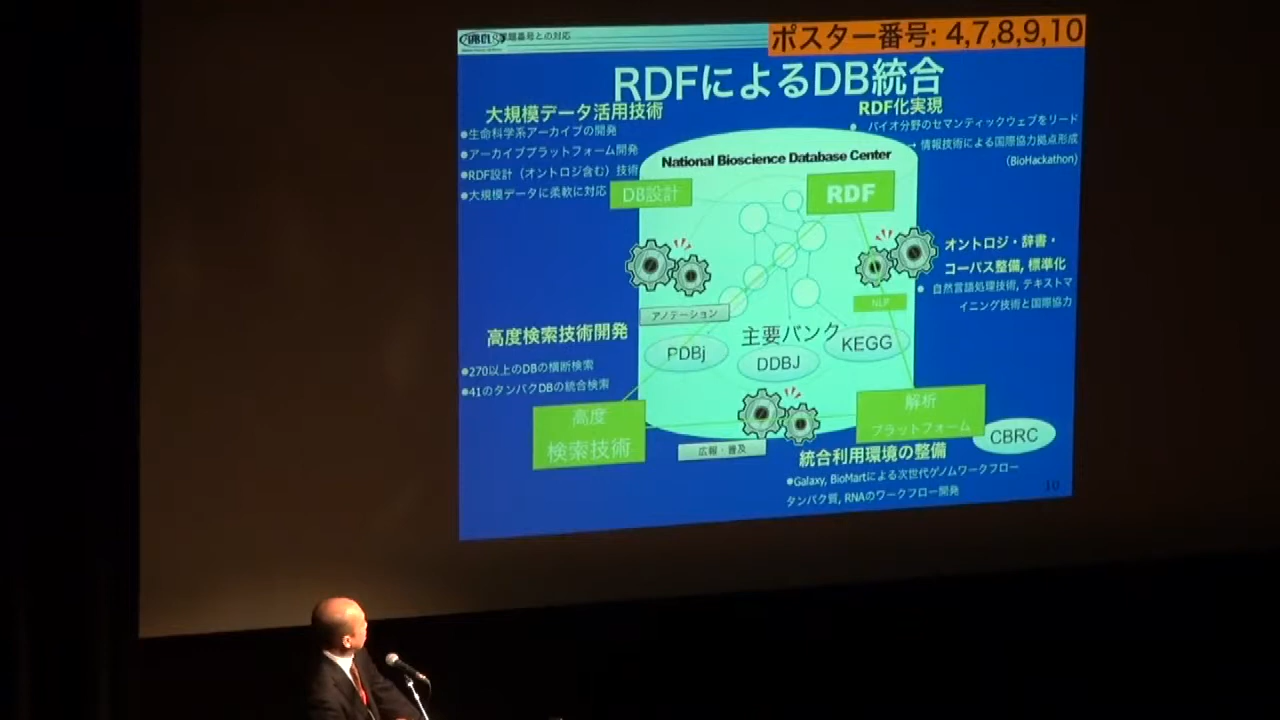 題番号との対応
ポスター番号: 4,7,8,9,10
RDFによるDB統合
大規模データ活用技術
●生命科学系アーカイブの開発
●アーカイブプラットフォーム開発
●RDF設計（オントロジ含む）技術
●大規模データに柔軟に対応
RDF化実現
● バイオ分野のセマンティックウェブをリード
→ 情報技術による国際協力拠点形成
（BioHackathon）
National Bioscience Database Center
DB設計
RDF
オントロジ・辞書・
コーパス整備, 標準化
● 自然言語処理技術, テキストマ
イニング技術と国際協力
NLP
アノテーション
主要バンク
PDBj
DDBJ
KEGG
高度検索技術開発
●270以上のDBの横断検索
●41のタンパクDBの統合検索
高度
検索技術
解析
プラットフォーム
CBRC
広報・普及
統合利用環境の整備
●Galaxy, BioMartによる次世代ゲノムワークフロー
タンパク質, RNAのワークフロー開発
10